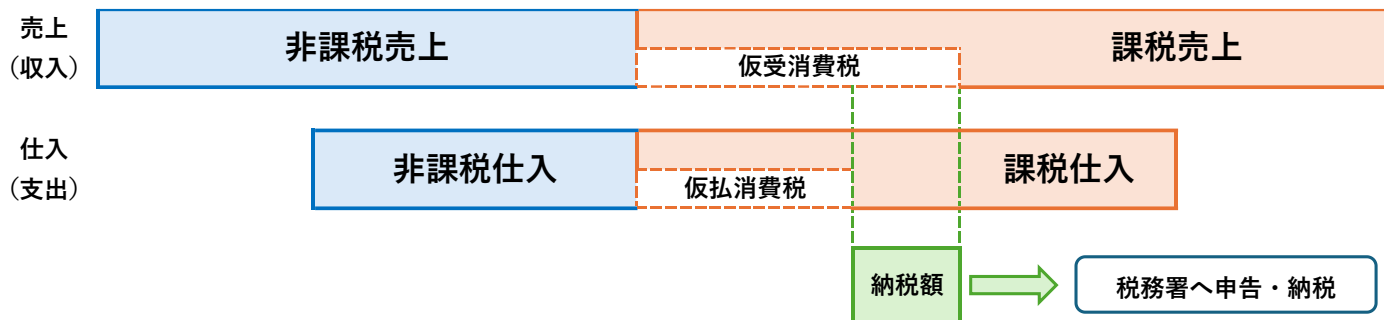 売上
（収入）
非課税売上
課税売上
仮受消費税
仕入
（支出）
非課税仕入
課税仕入
仮払消費税
納税額
税務署へ申告・納税